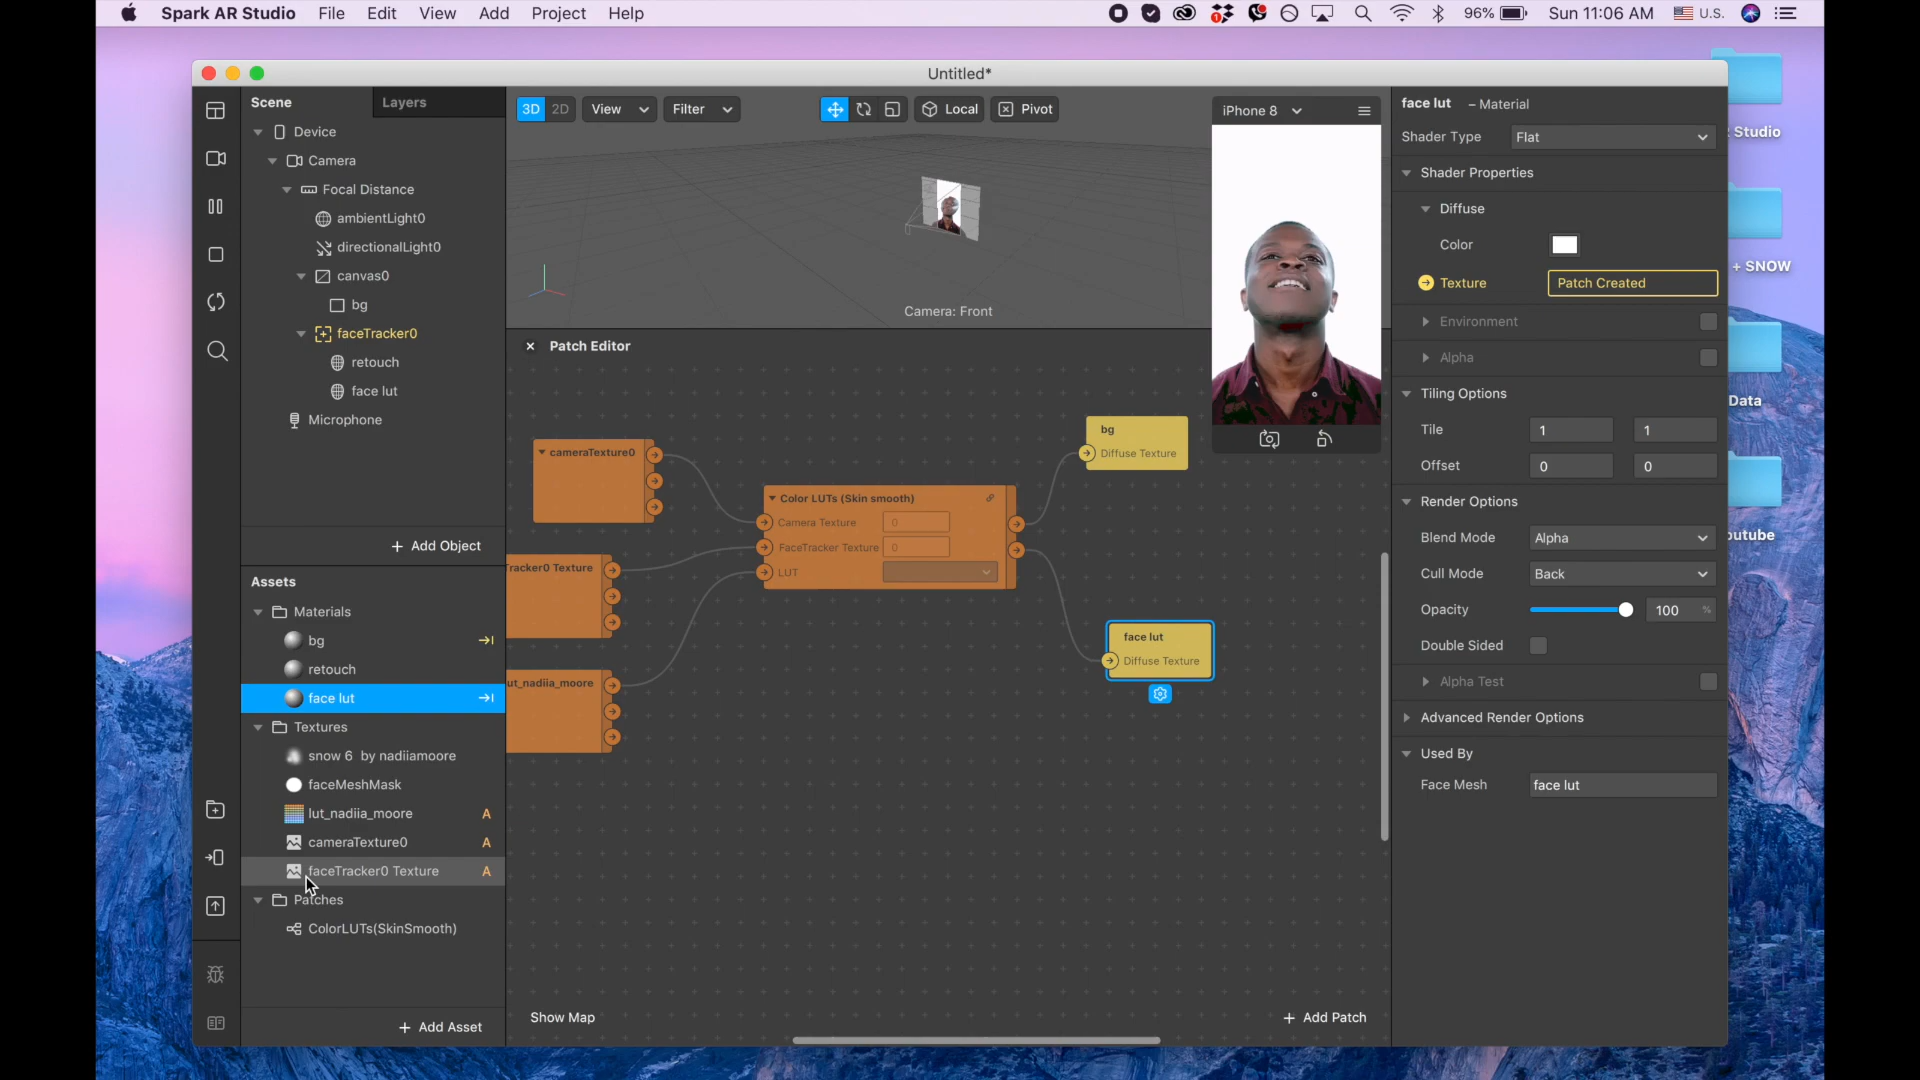 Spark AR Studio File Edit View Add Project Help
1 96% Sun 11:06 AM U.S.
Untitled*
Scene Layers
Device
Camera
Focal Distance
ambientLight0
directionalLight0
canvas0
bg
faceTracker0
retouch
face lut
Microphone
+ Add Object
Assets
Materials
bg
retouch
face lut
Textures
snow 6 by nadiiamoore
faceMeshMask
lut_nadiia_moore A
cameraTexture0 A
faceTracker0 Texture A
Patches
ColorLUTs(SkinSmooth)
+ Add Asset
3D 2D View Filter Local Pivot
Camera: Front
iPhone 8
Patch Editor
cameraTexture0
Tracker0 Texture
ut_nadiia_moore
Color LUTs (Skin smooth)
Camera Texture 0
FaceTracker Texture 0
LUT
bg
Diffuse Texture
face lut
Diffuse Texture
Show Map
+ Add Patch
face lut – Material
Shader Type Flat
Shader Properties
Diffuse
Color
Texture Patch Created
Environment
Alpha
Tiling Options
Tile 1 1
Offset 0 0
Render Options
Blend Mode Alpha
Cull Mode Back
Opacity 100 %
Double Sided
Alpha Test
Advanced Render Options
Used By
Face Mesh face lut
Studio
+ SNOW
Data
outube